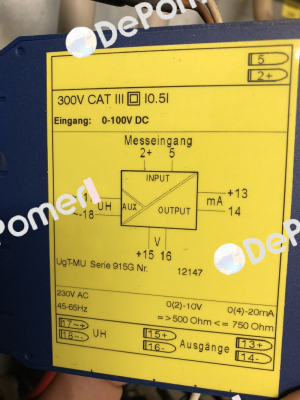 DePomerl
5
2+
300V CAT III I0.5I
Eingang: 0-100V DC
Messeingang
2+ 5
INPUT
UH AUX OUTPUT mA +13
~-18 14
V
+15 16
UgT-MU Serie 915G Nr. 12147
230V AC 0(2)-10V 0(4)-20mA
45-65Hz =>500 Ohm <= 750 Ohm
17~+ UH 15+ Ausgänge 13+
18~- 16- 14-